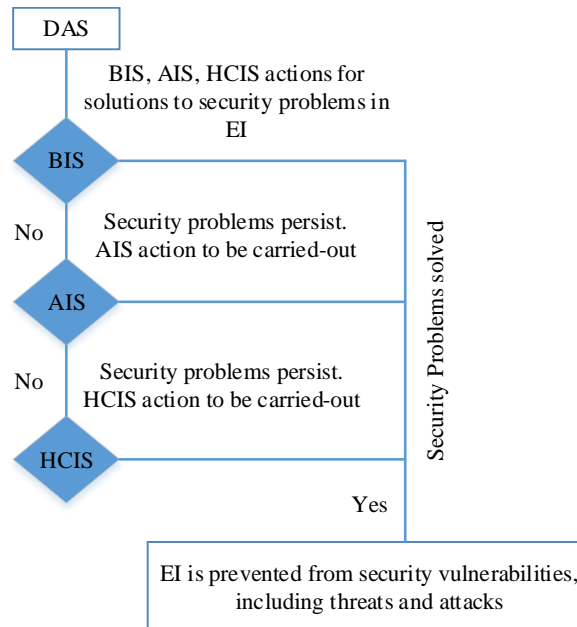 DAS
BIS, AIS, HCIS actions for
solutions to security problems in
EI
BIS
No
Security problems persist.
AIS action to be carried-out
AIS
No
Security problems persist.
HCIS action to be carried-out
HCIS
Security Problems solved
Yes
EI is prevented from security vulnerabilities,
including threats and attacks